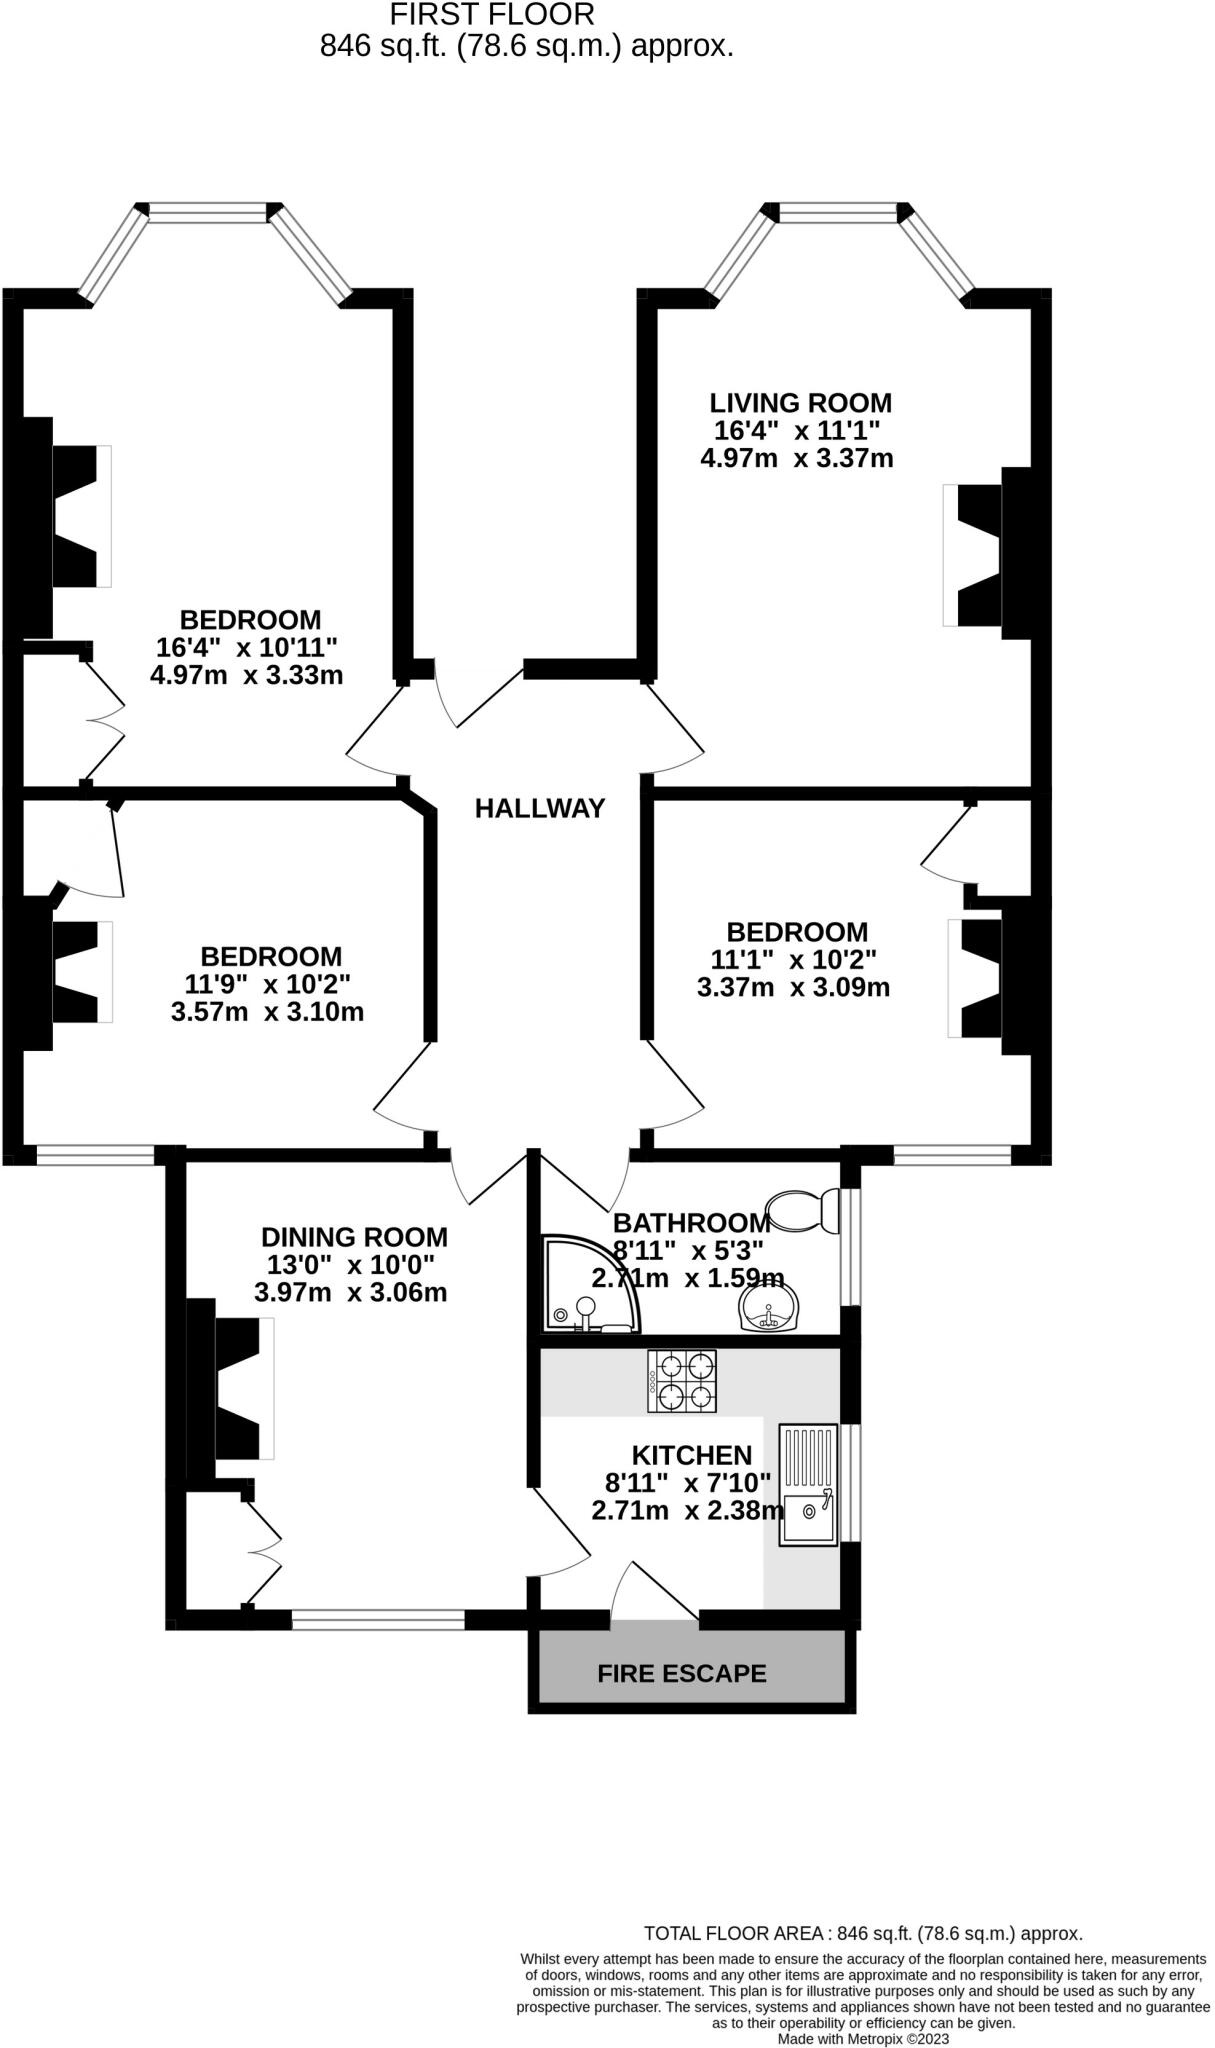 FIRST FLOOR
846 sq.ft. (78.6 sq.m.) approx.
LIVING ROOM
16'4" x 11'1"
4.97m x 3.37m
BEDROOM
16'4" x 10'11"
4.97m x 3.33m
HALLWAY
BEDROOM
11'9" x 10'2"
3.57m x 3.10m
BEDROOM
11'1" x 10'2"
3.37m x 3.09m
DINING ROOM
13'0" x 10'0"
3.97m x 3.06m
BATHROOM
8'11" x 5'3"
2.71m x 1.59m
KITCHEN
8'11" x 7'10"
2.71m x 2.38m
FIRE ESCAPE
TOTAL FLOOR AREA : 846 sq.ft. (78.6 sq.m.) approx.
Whilst every attempt has been made to ensure the accuracy of the floorplan contained here, measurements
of doors, windows, rooms and any other items are approximate and no responsibility is taken for any error,
omission or mis-statement. This plan is for illustrative purposes only and should be used as such by any
prospective purchaser. The services, systems and appliances shown have not been tested and no guarantee
as to their operability or efficiency can be given.
Made with Metropix ©2023